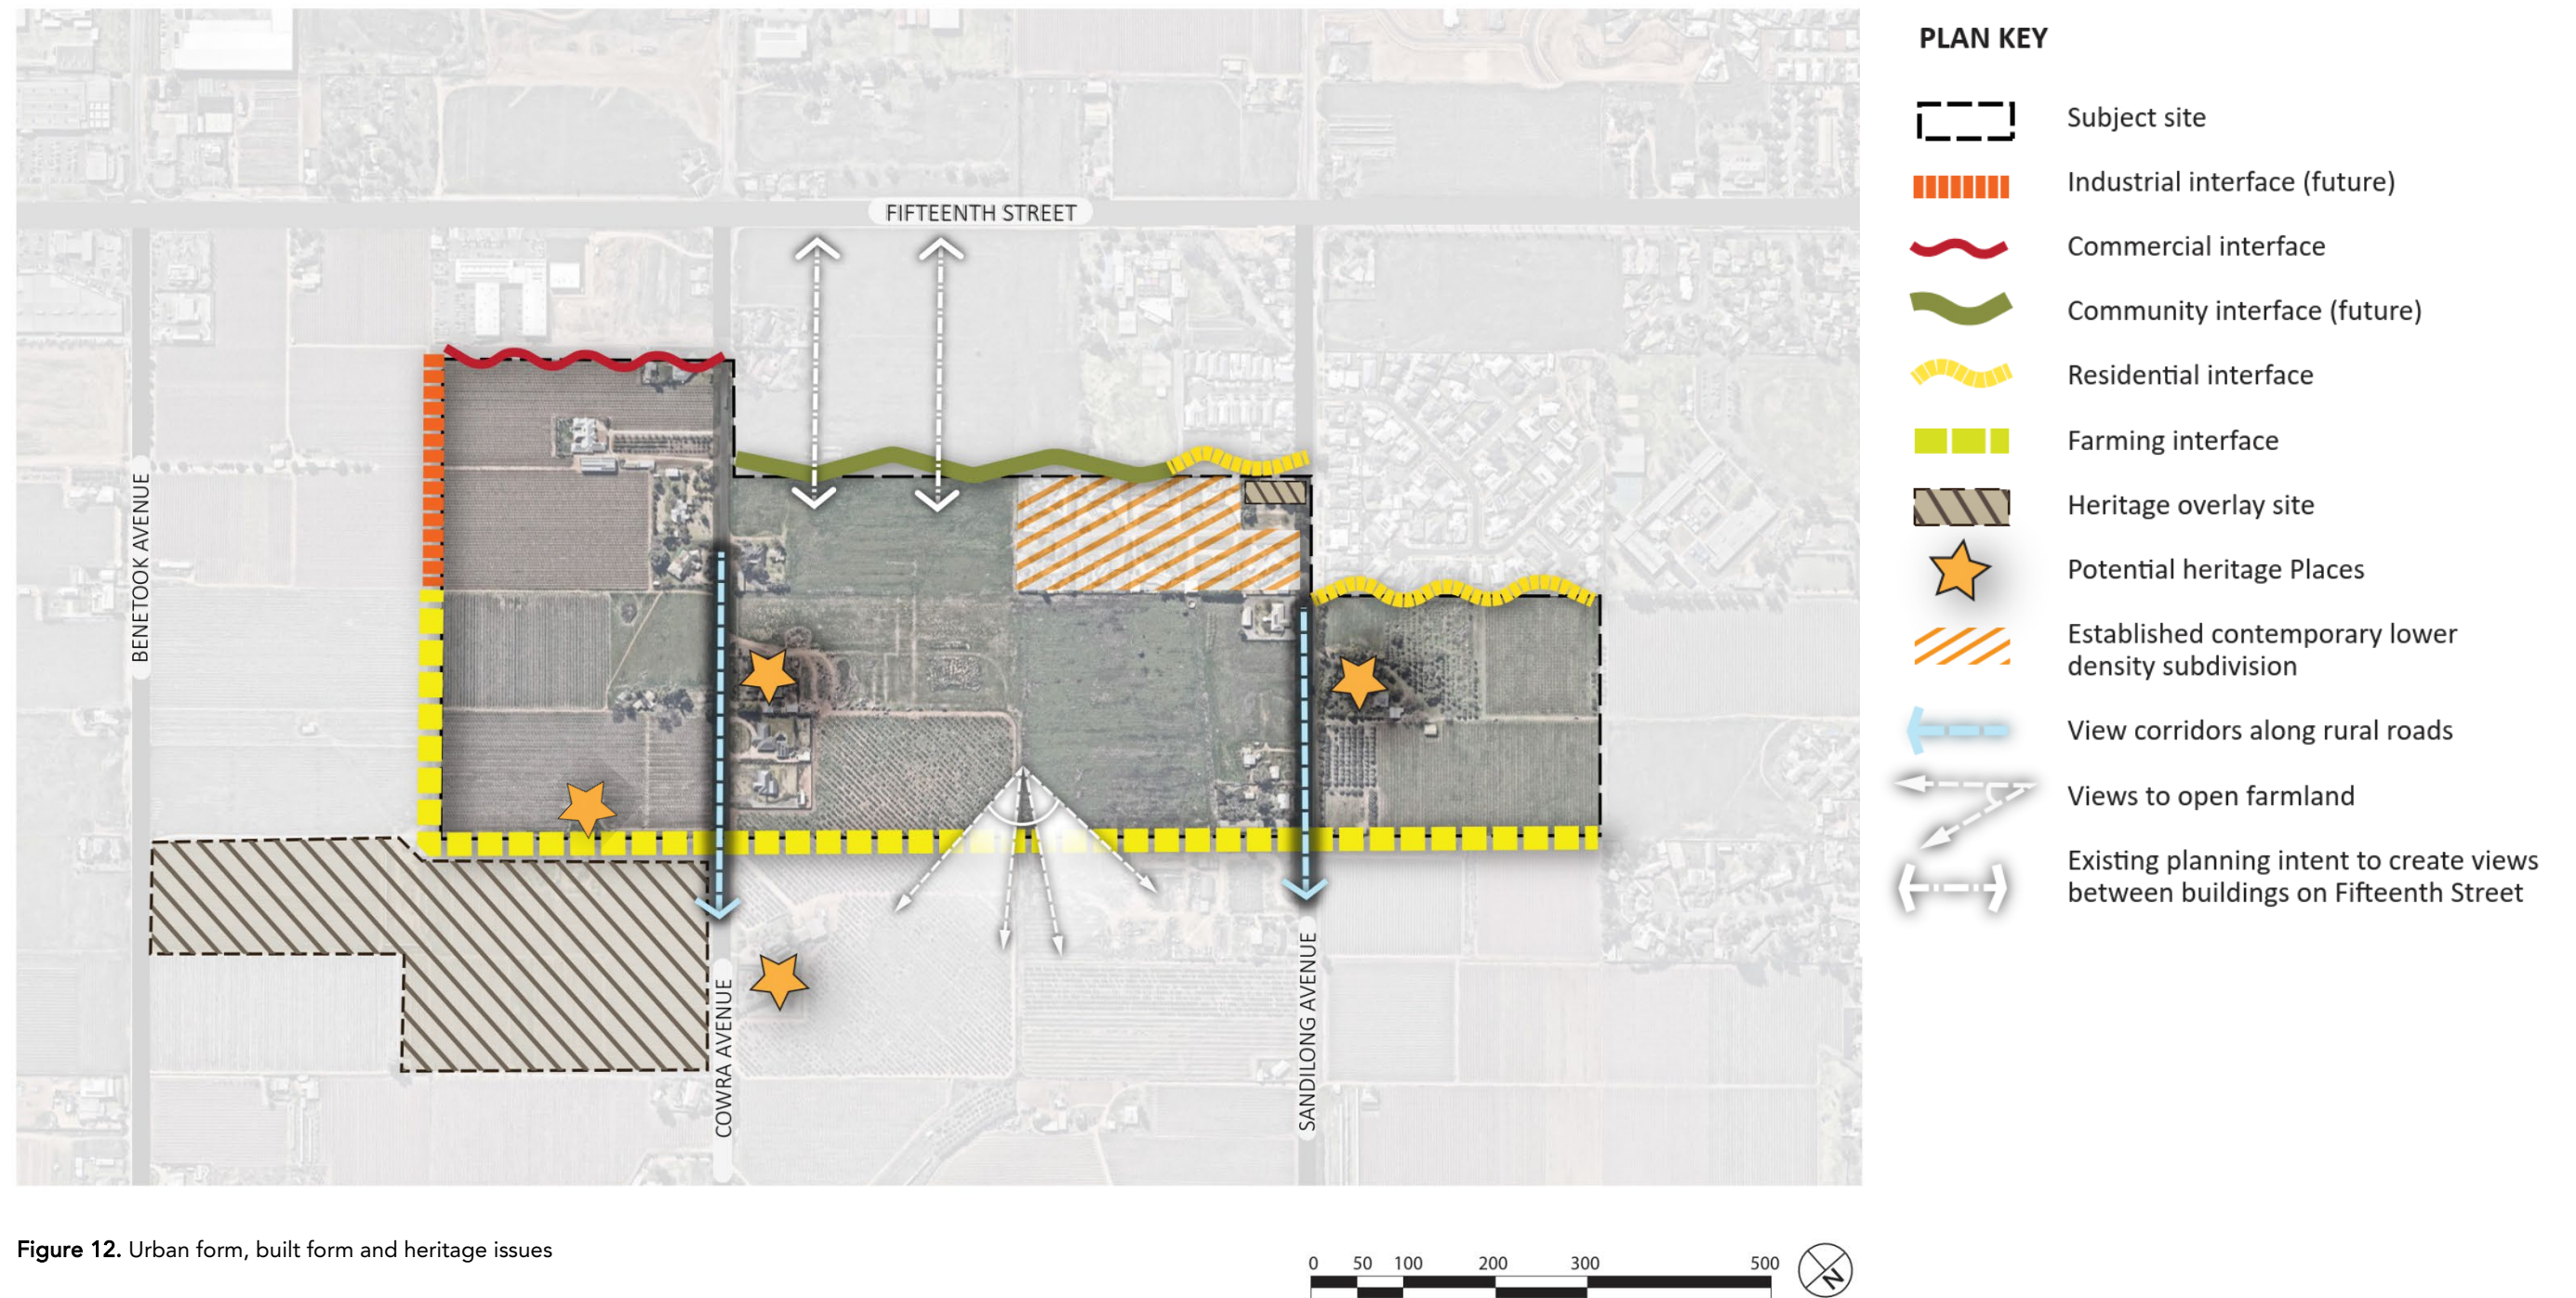 FIFTEENTH STREET
BENETOOK AVENUE
COWRA AVENUE
SANDILONG AVENUE
PLAN KEY
Subject site
Industrial interface (future)
Commercial interface
Community interface (future)
Residential interface
Farming interface
Heritage overlay site
Potential heritage Places
Established contemporary lower
density subdivision
View corridors along rural roads
Views to open farmland
Existing planning intent to create views
between buildings on Fifteenth Street
Figure 12. Urban form, built form and heritage issues
0 50 100 200 300 500
N